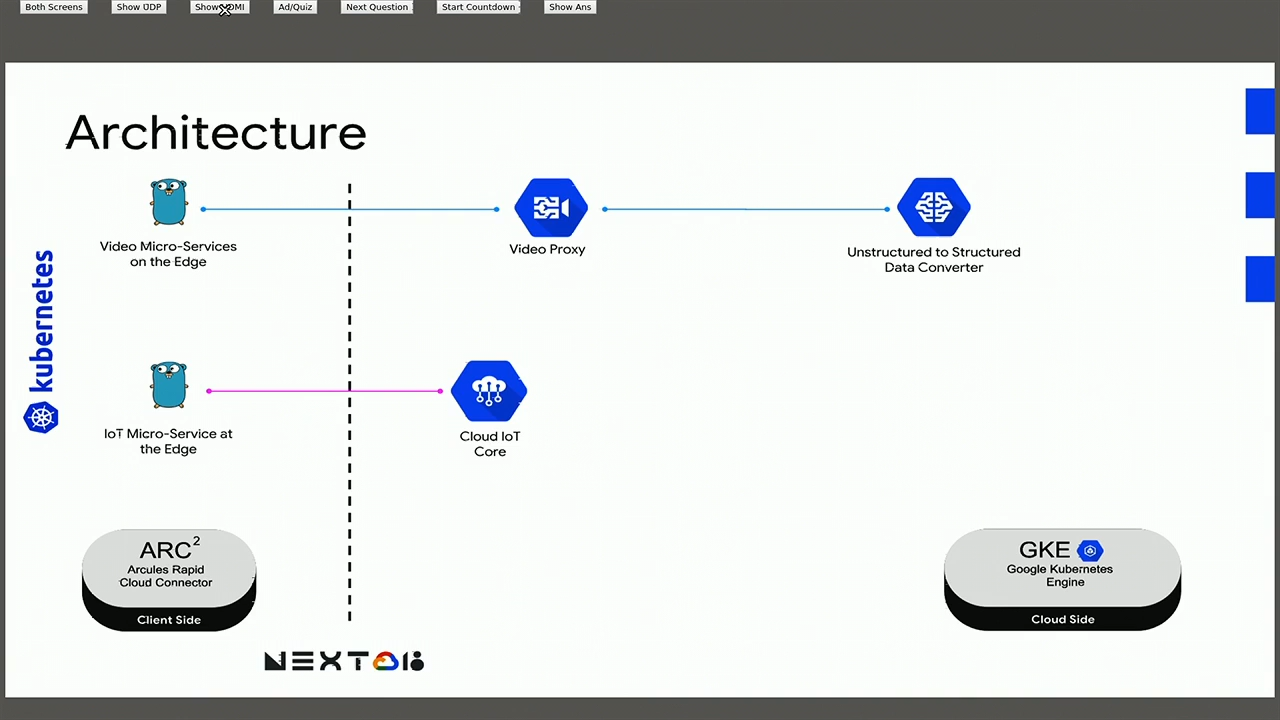 Both Screens
Show UDP
Ad/Quiz
Next Question
Start Countdown
Show Ans
Architecture
Video Micro-Services
on the Edge
Video Proxy
Unstructured to Structured
Data Converter
kubernetes
IoT Micro-Service at
the Edge
Cloud IoT
Core
ARC²
Arcules Rapid
Cloud Connector
Client Side
GKE
Google Kubernetes
Engine
Cloud Side
NEXT 18